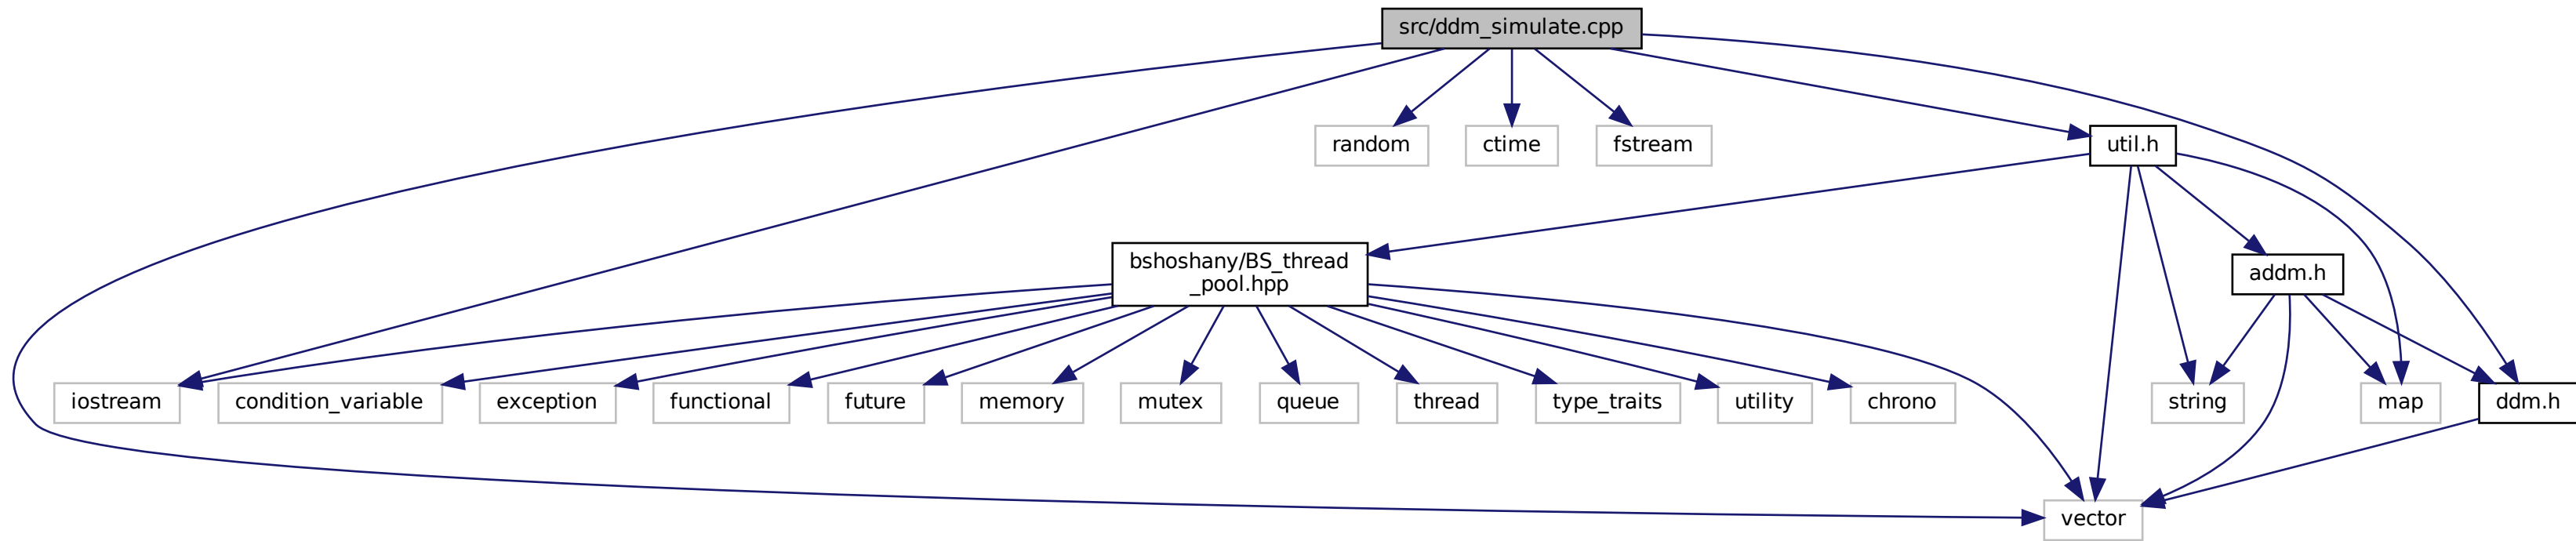 src/ddm_simulate.cpp
random
ctime
fstream
util.h
bshoshany/BS_thread
_pool.hpp
addm.h
iostream
condition_variable
exception
functional
future
memory
mutex
queue
thread
type_traits
utility
chrono
string
map
ddm.h
vector